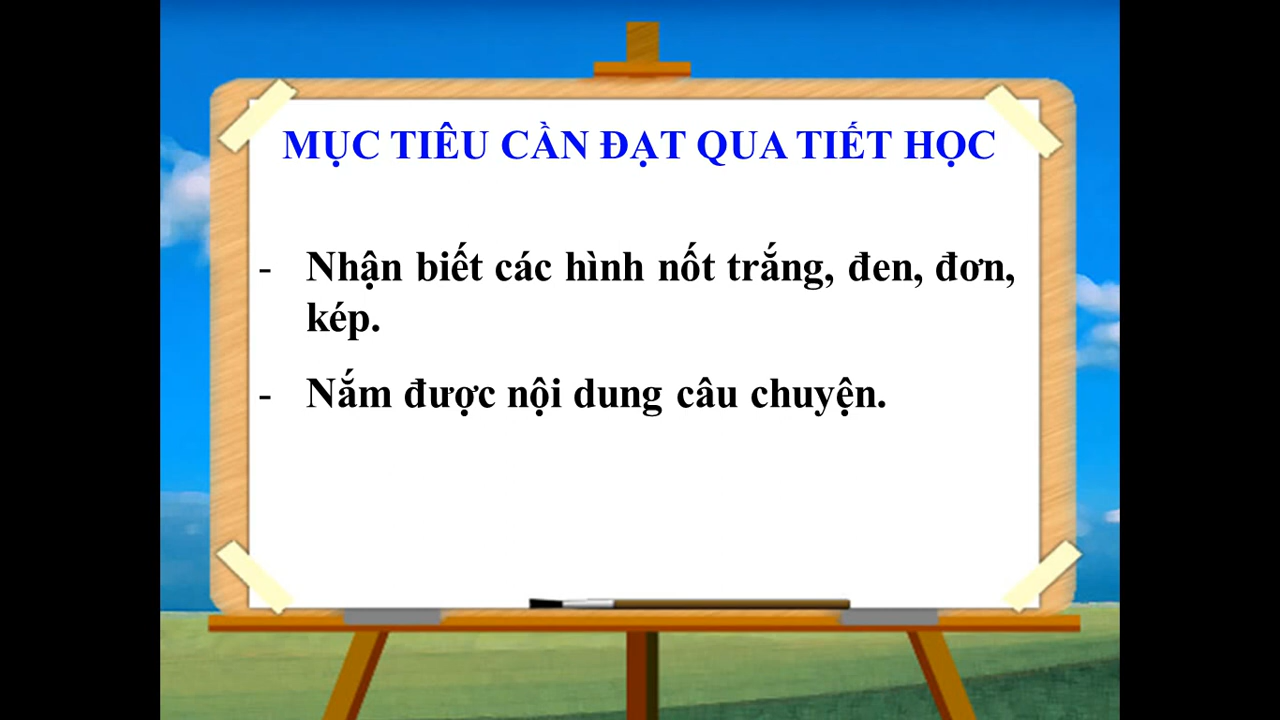 MỤC TIÊU CẦN ĐẠT QUA TIẾT HỌC
- Nhận biết các hình nốt trắng, đen, đơn,
kép.
- Nắm được nội dung câu chuyện.